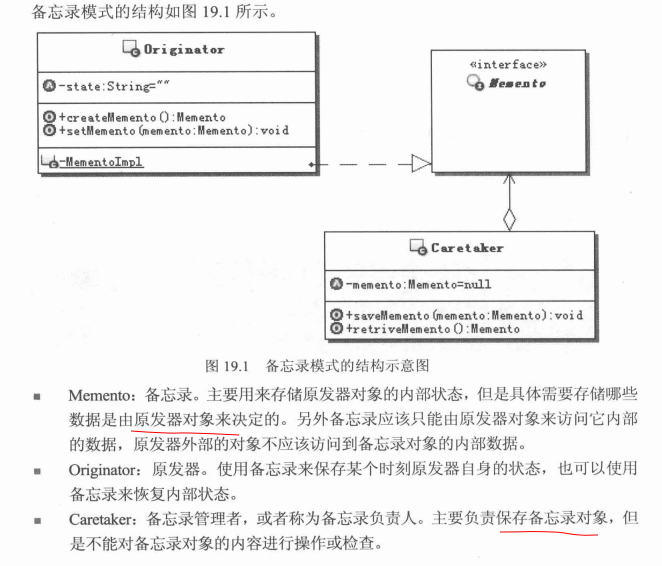 备忘录模式的结构如图 19.1 所示。
Originator
-state:String=""
+createMemento():Memento
+setMemento(memento:Memento):void
-MementoImpl
«interface»
Memento
Caretaker
-memento:Memento=null
+saveMemento(memento:Memento):void
+retriveMemento():Memento
图 19.1 备忘录模式的结构示意图
■ Memento：备忘录。主要用来存储原发器对象的内部状态，但是具体需要存储哪些
数据是由原发器对象来决定的。另外备忘录应该只能由原发器对象来访问它内部
的数据，原发器外部的对象不应该访问到备忘录对象的内部数据。
■ Originator：原发器。使用备忘录来保存某个时刻原发器自身的状态，也可以使用
备忘录来恢复内部状态。
■ Caretaker：备忘录管理者，或者称为备忘录负责人。主要负责保存备忘录对象，但
是不能对备忘录对象的内容进行操作或检查。